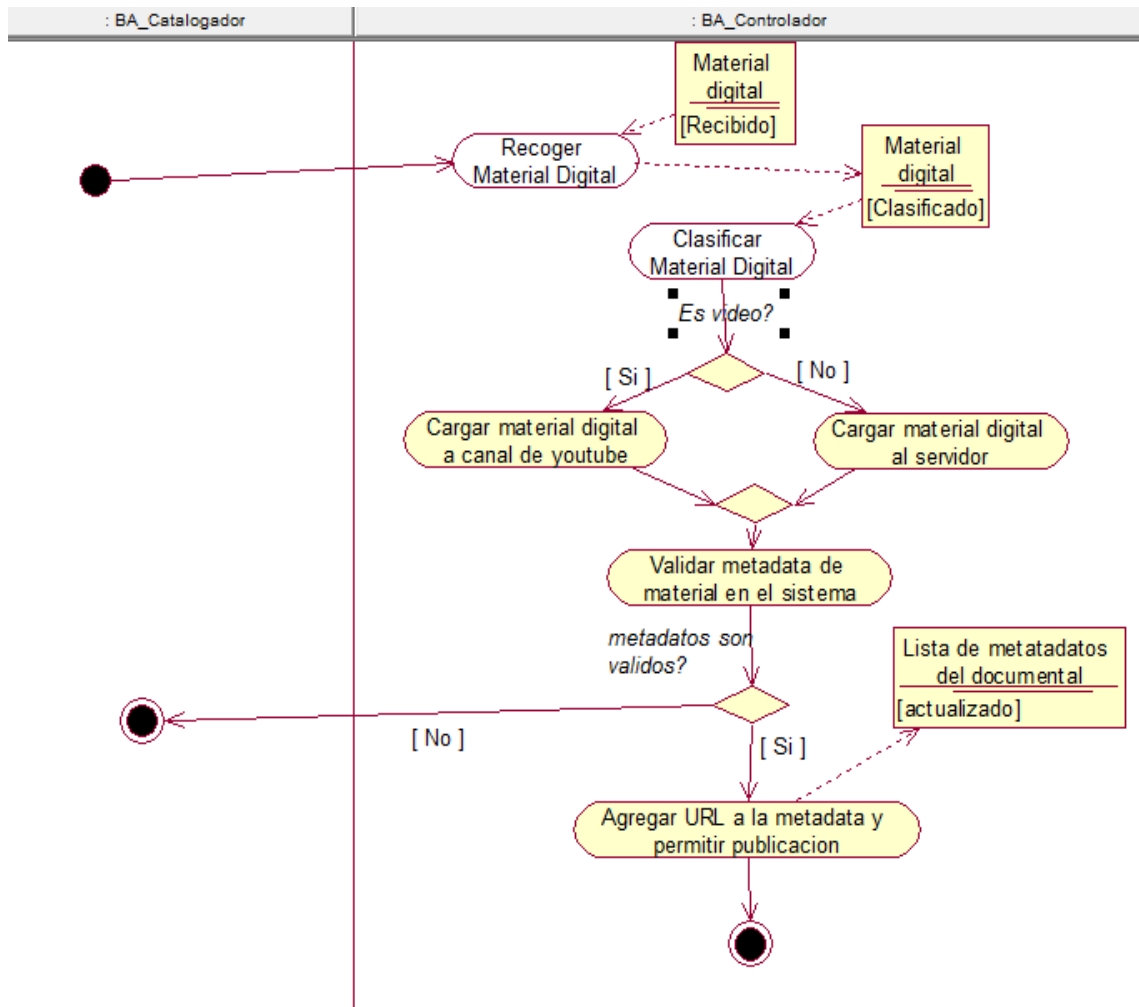 : BA_Catalogador
: BA_Controlador
Material
digital
[Recibido]
Recoger
Material Digital
Material
digital
[Clasificado]
Clasificar
Material Digital
Es video?
[ Si ]
[ No ]
Cargar material digital
a canal de youtube
Cargar material digital
al servidor
Validar metadata de
material en el sistema
metadatos son
validos?
Lista de metatadatos
del documental
[actualizado]
[ No ]
[ Si ]
Agregar URL a la metadata y
permitir publicacion